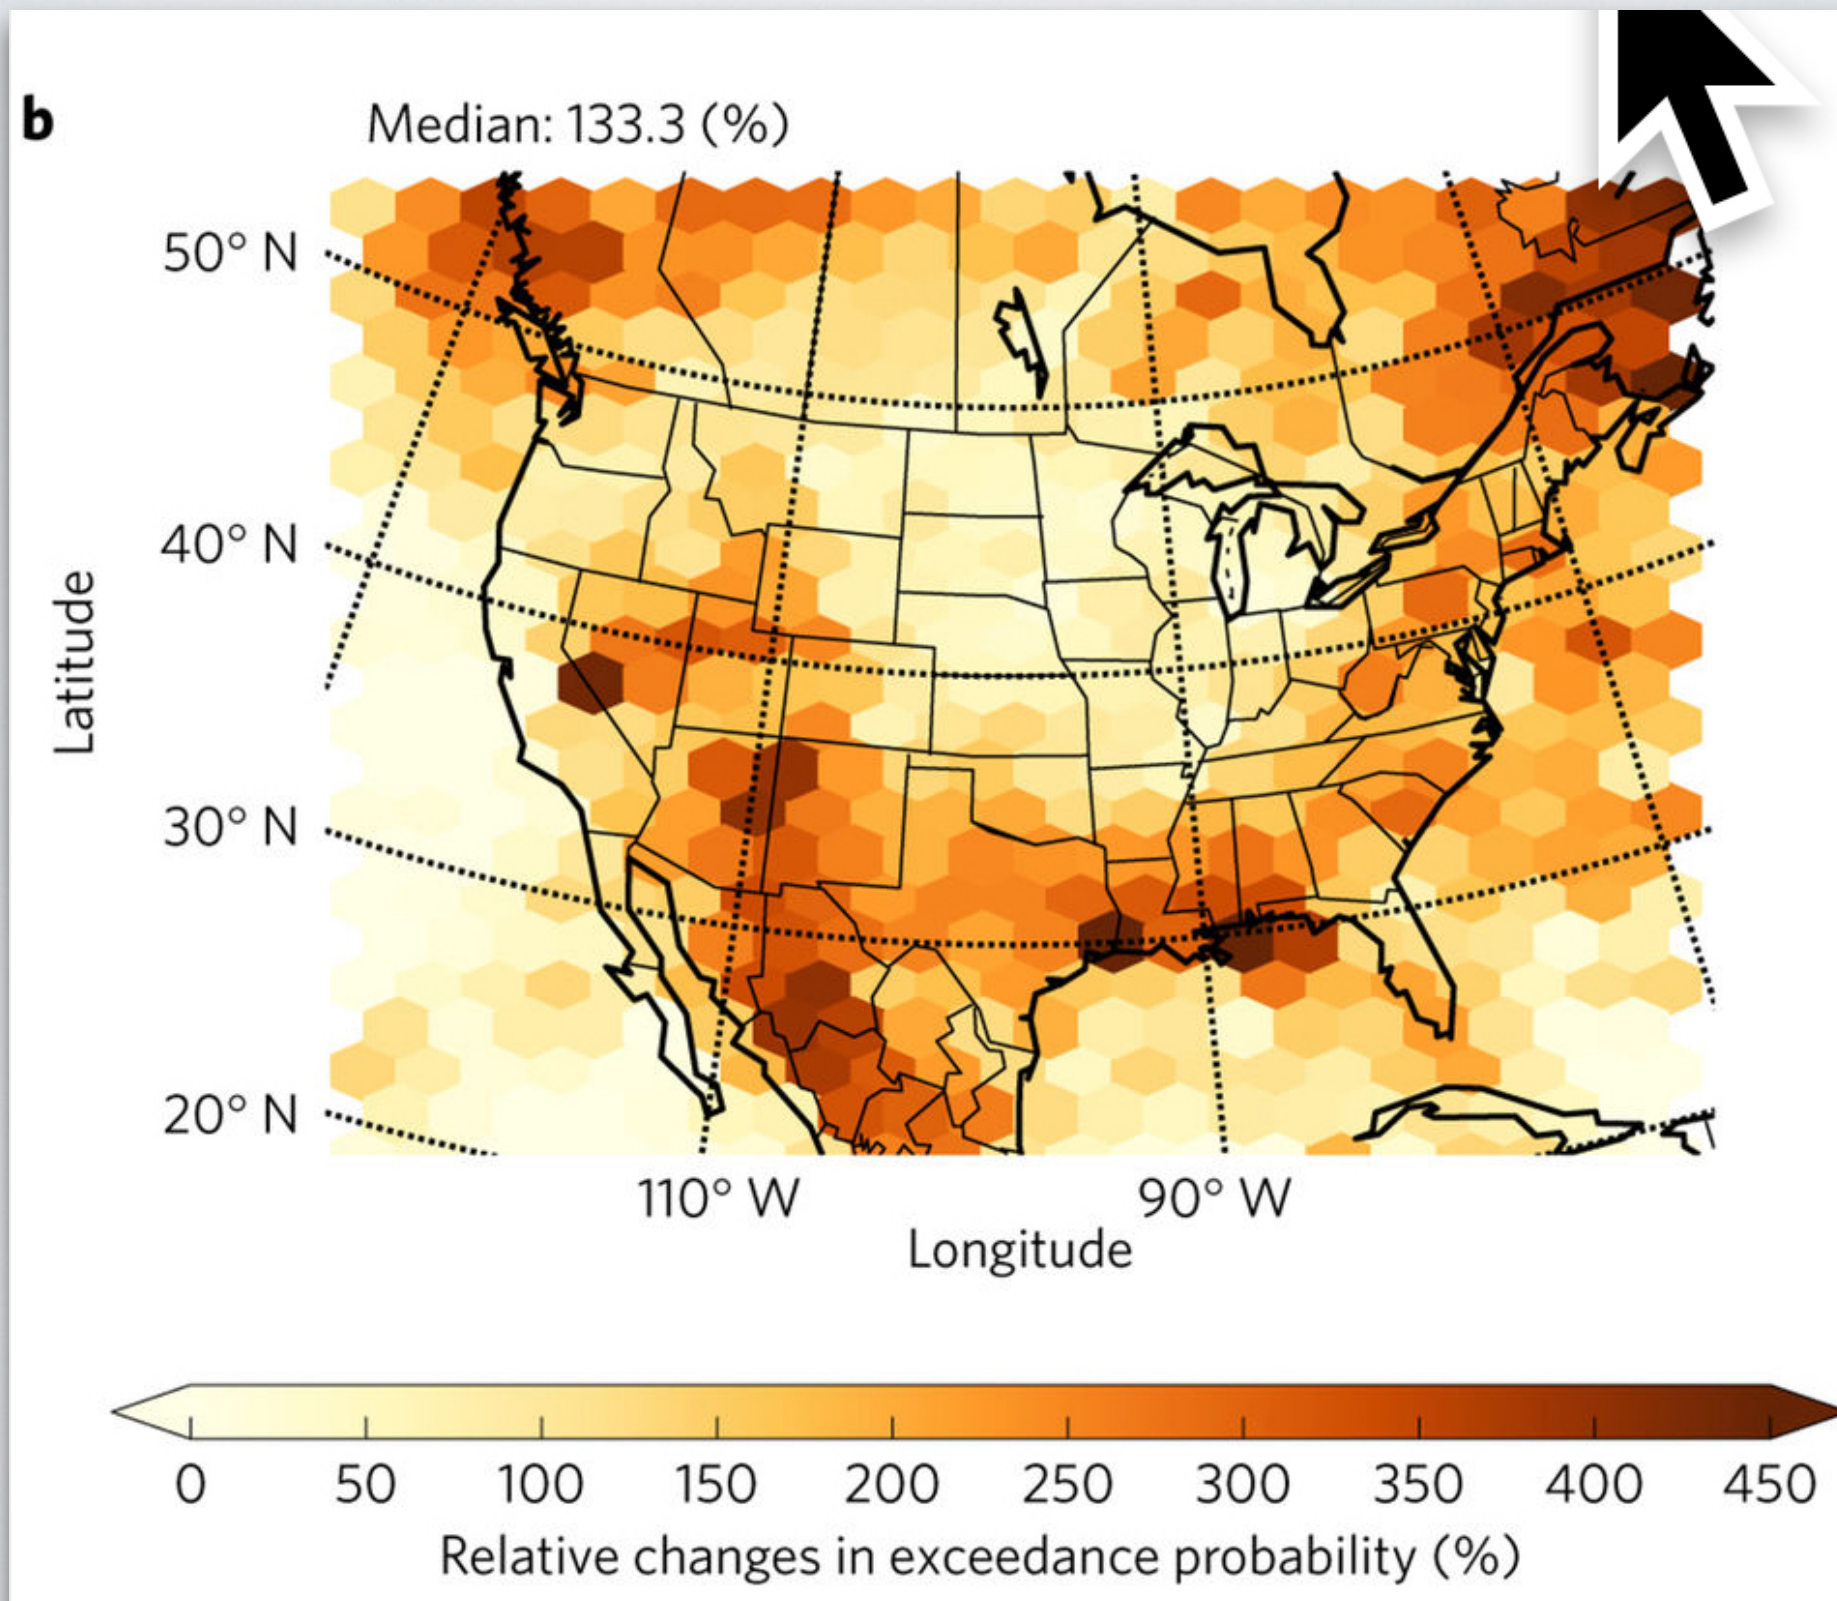 b
Median: 133.3 (%)
50° N
40° N
30° N
20° N
Latitude
110° W
90° W
Longitude
0 50 100 150 200 250 300 350 400 450
Relative changes in exceedance probability (%)